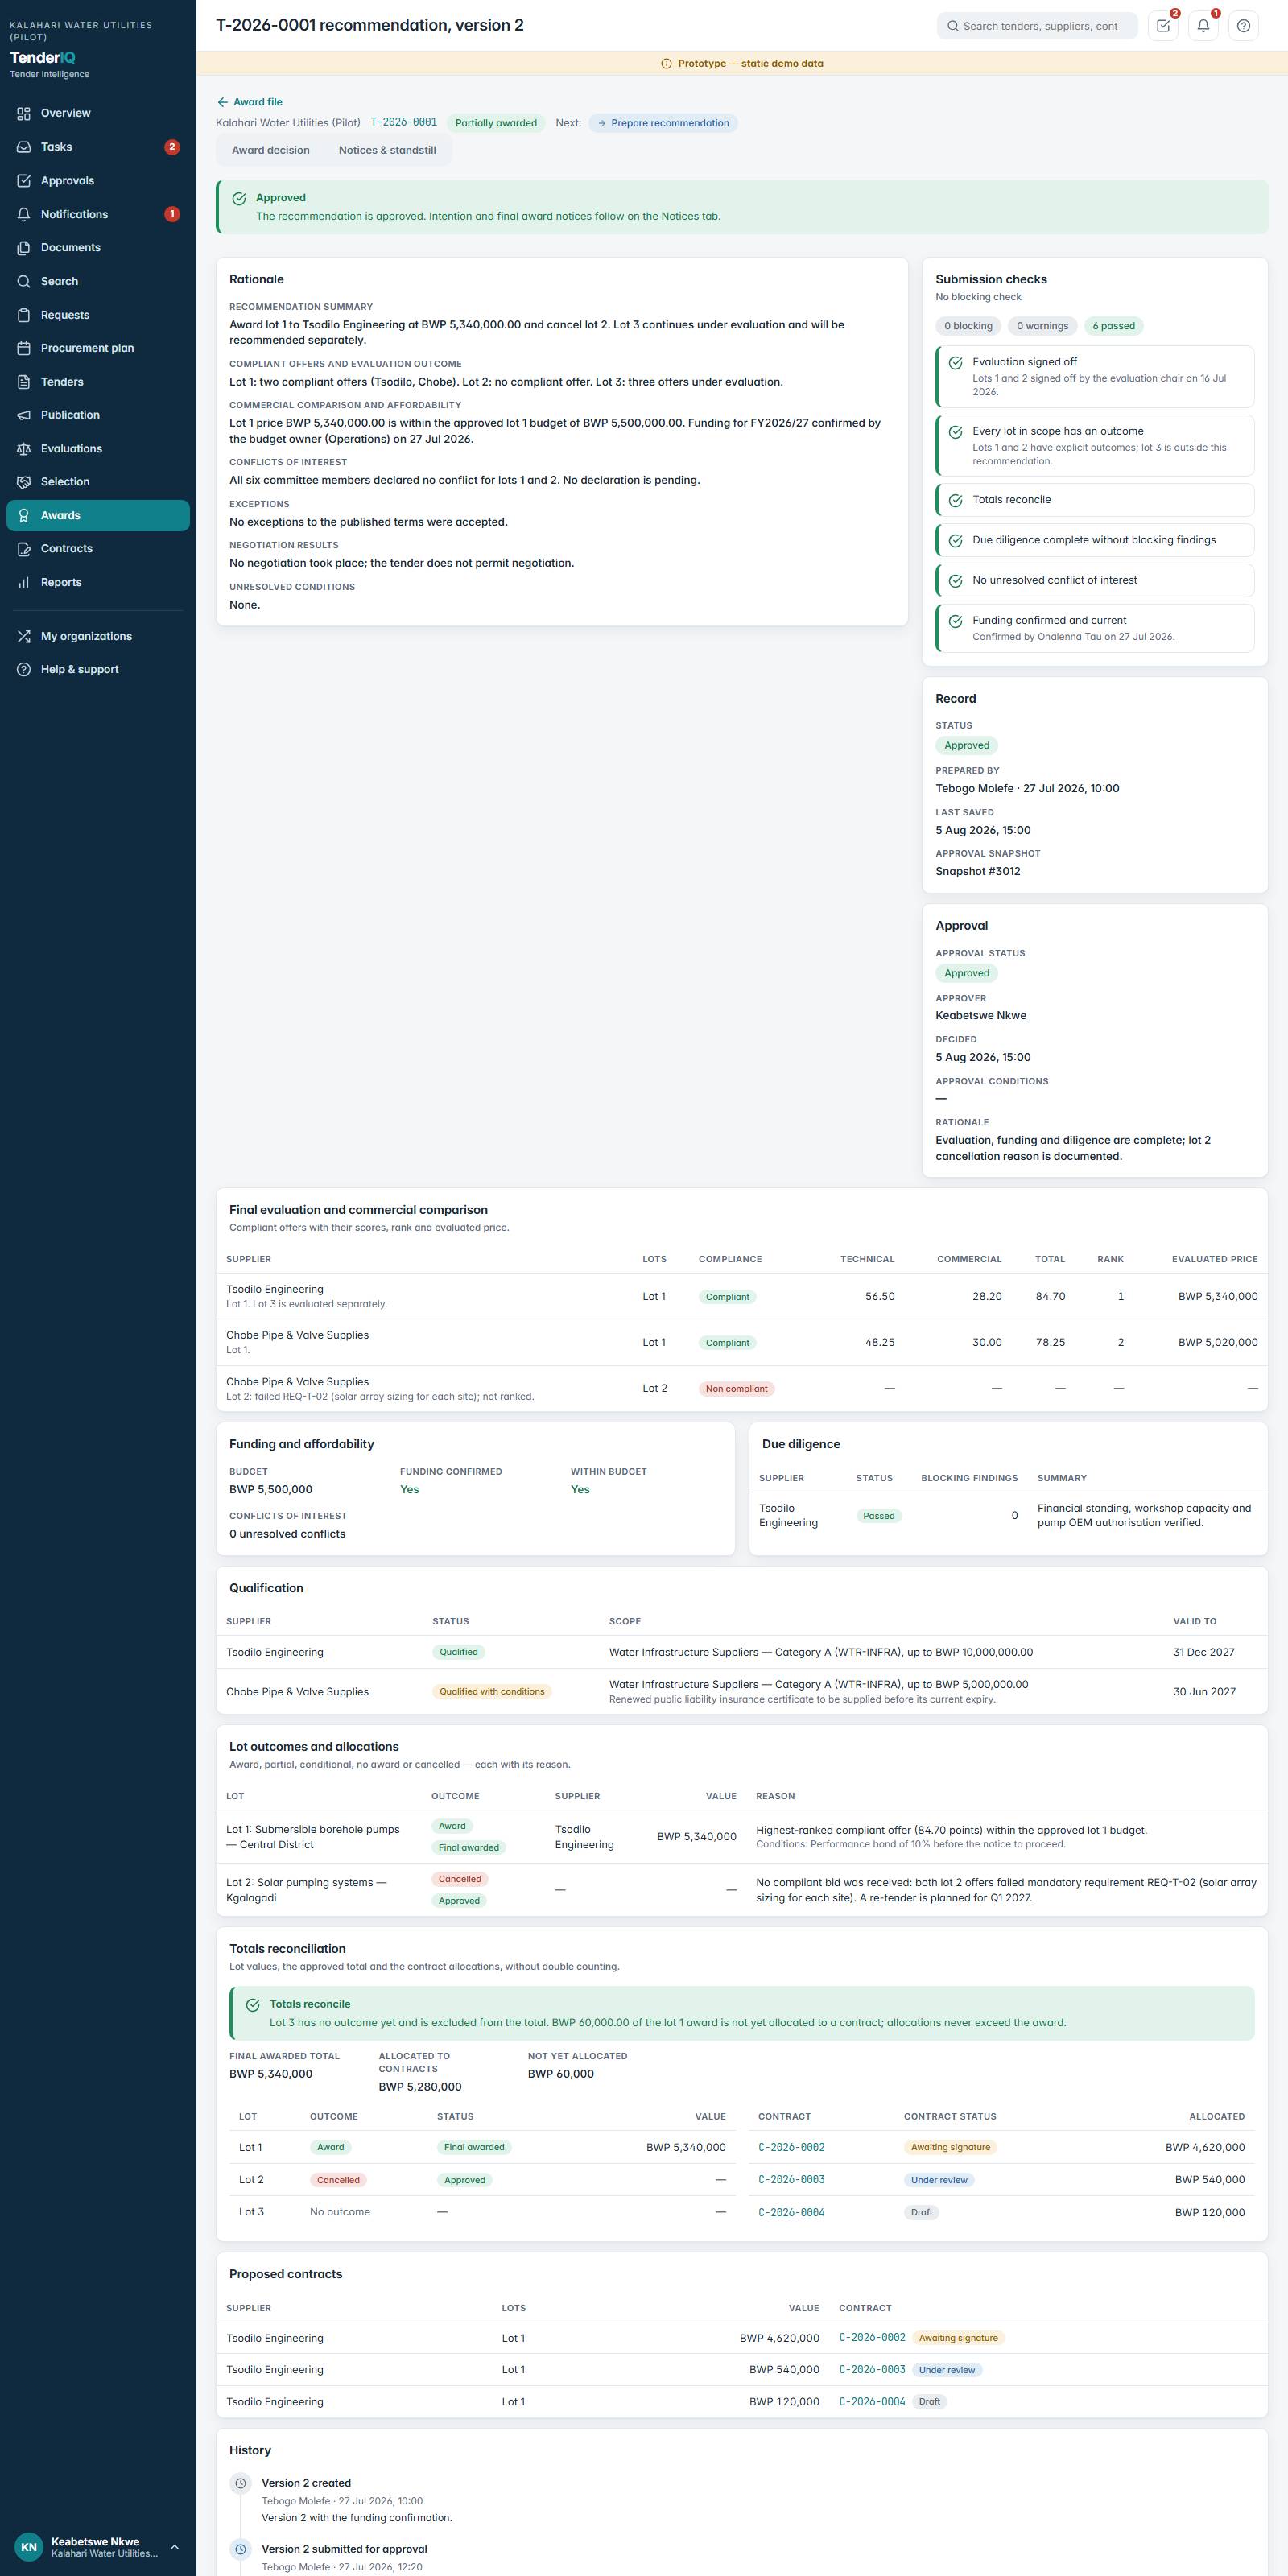 KALAHARI WATER UTILITIES
(PILOT)
TenderIQ
Tender Intelligence
Overview
Tasks 2
Approvals
Notifications 1
Documents
Search
Requests
Procurement plan
Tenders
Publication
Evaluations
Selection
Awards
Contracts
Reports
My organizations
Help & support
KN
Keabetswe Nkwe
Kalahari Water Utilities...
T-2026-0001 recommendation, version 2
Search tenders, suppliers, cont
2
1
Prototype — static demo data
Award file
Kalahari Water Utilities (Pilot) T-2026-0001 Partially awarded Next: Prepare recommendation
Award decision Notices & standstill
Approved
The recommendation is approved. Intention and final award notices follow on the Notices tab.
Rationale
RECOMMENDATION SUMMARY
Award lot 1 to Tsodilo Engineering at BWP 5,340,000.00 and cancel lot 2. Lot 3 continues under evaluation and will be
recommended separately.
COMPLIANT OFFERS AND EVALUATION OUTCOME
Lot 1: two compliant offers (Tsodilo, Chobe). Lot 2: no compliant offer. Lot 3: three offers under evaluation.
COMMERCIAL COMPARISON AND AFFORDABILITY
Lot 1 price BWP 5,340,000.00 is within the approved lot 1 budget of BWP 5,500,000.00. Funding for FY2026/27 confirmed by
the budget owner (Operations) on 27 Jul 2026.
CONFLICTS OF INTEREST
All six committee members declared no conflict for lots 1 and 2. No declaration is pending.
EXCEPTIONS
No exceptions to the published terms were accepted.
NEGOTIATION RESULTS
No negotiation took place; the tender does not permit negotiation.
UNRESOLVED CONDITIONS
None.
Submission checks
No blocking check
0 blocking 0 warnings 6 passed
Evaluation signed off
Lots 1 and 2 signed off by the evaluation chair on 16 Jul
2026.
Every lot in scope has an outcome
Lots 1 and 2 have explicit outcomes; lot 3 is outside this
recommendation.
Totals reconcile
Due diligence complete without blocking findings
No unresolved conflict of interest
Funding confirmed and current
Confirmed by Onalenna Tau on 27 Jul 2026.
Record
STATUS
Approved
PREPARED BY
Tebogo Molefe · 27 Jul 2026, 10:00
LAST SAVED
5 Aug 2026, 15:00
APPROVAL SNAPSHOT
Snapshot #3012
Approval
APPROVAL STATUS
Approved
APPROVER
Keabetswe Nkwe
DECIDED
5 Aug 2026, 15:00
APPROVAL CONDITIONS
—
RATIONALE
Evaluation, funding and diligence are complete; lot 2
cancellation reason is documented.
Final evaluation and commercial comparison
Compliant offers with their scores, rank and evaluated price.
SUPPLIER LOTS COMPLIANCE TECHNICAL COMMERCIAL TOTAL RANK EVALUATED PRICE
Tsodilo Engineering Lot 1 Compliant 56.50 28.20 84.70 1 BWP 5,340,000
Lot 1. Lot 3 is evaluated separately.
Chobe Pipe & Valve Supplies Lot 1 Compliant 48.25 30.00 78.25 2 BWP 5,020,000
Lot 1.
Chobe Pipe & Valve Supplies Lot 2 Non compliant — — — — —
Lot 2: failed REQ-T-02 (solar array sizing for each site); not ranked.
Funding and affordability
BUDGET FUNDING CONFIRMED WITHIN BUDGET
BWP 5,500,000 Yes Yes
CONFLICTS OF INTEREST
0 unresolved conflicts
Due diligence
SUPPLIER STATUS BLOCKING FINDINGS SUMMARY
Tsodilo
Engineering Passed 0 Financial standing, workshop capacity and
pump OEM authorisation verified.
Qualification
SUPPLIER STATUS SCOPE VALID TO
Tsodilo Engineering Qualified Water Infrastructure Suppliers — Category A (WTR-INFRA), up to BWP 10,000,000.00 31 Dec 2027
Chobe Pipe & Valve Supplies Qualified with conditions Water Infrastructure Suppliers — Category A (WTR-INFRA), up to BWP 5,000,000.00 30 Jun 2027
Renewed public liability insurance certificate to be supplied before its current expiry.
Lot outcomes and allocations
Award, partial, conditional, no award or cancelled — each with its reason.
LOT OUTCOME SUPPLIER VALUE REASON
Lot 1: Submersible borehole pumps
— Central District
Award
Final awarded
Tsodilo
Engineering
BWP 5,340,000
Highest-ranked compliant offer (84.70 points) within the approved lot 1 budget.
Conditions: Performance bond of 10% before the notice to proceed.
Lot 2: Solar pumping systems —
Kgalagadi
Cancelled
Approved
—
—
No compliant bid was received: both lot 2 offers failed mandatory requirement REQ-T-02 (solar array
sizing for each site). A re-tender is planned for Q1 2027.
Totals reconciliation
Lot values, the approved total and the contract allocations, without double counting.
Totals reconcile
Lot 3 has no outcome yet and is excluded from the total. BWP 60,000.00 of the lot 1 award is not yet allocated to a contract; allocations never exceed the award.
FINAL AWARDED TOTAL
BWP 5,340,000
ALLOCATED TO
CONTRACTS
BWP 5,280,000
NOT YET ALLOCATED
BWP 60,000
LOT OUTCOME STATUS VALUE
Lot 1 Award Final awarded BWP 5,340,000
Lot 2 Cancelled Approved —
Lot 3 No outcome — —
CONTRACT CONTRACT STATUS ALLOCATED
C-2026-0002 Awaiting signature BWP 4,620,000
C-2026-0003 Under review BWP 540,000
C-2026-0004 Draft BWP 120,000
Proposed contracts
SUPPLIER LOTS VALUE CONTRACT
Tsodilo Engineering Lot 1 BWP 4,620,000 C-2026-0002 Awaiting signature
Tsodilo Engineering Lot 1 BWP 540,000 C-2026-0003 Under review
Tsodilo Engineering Lot 1 BWP 120,000 C-2026-0004 Draft
History
Version 2 created
Tebogo Molefe · 27 Jul 2026, 10:00
Version 2 with the funding confirmation.
Version 2 submitted for approval
Tebogo Molefe · 27 Jul 2026, 12:20